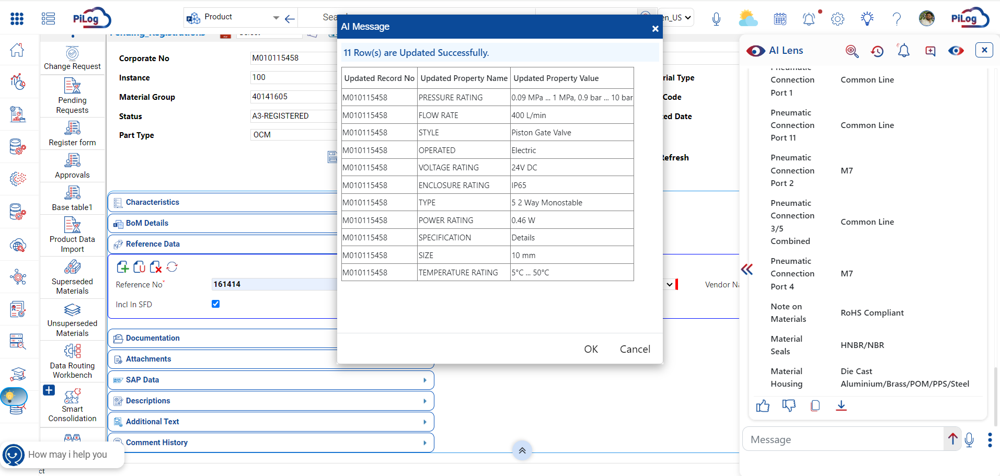 PiLog
Product
en_US
PiLog
Change Request
Pending
Requests
Register form
Approvals
Base table1
Product Data
Import
Superseded
Materials
Unsuperseded
Materials
Data Routing
Workbench
Smart
Consolidation
How may i help you
Pending_Registrations
Corporate No M010115458
Instance 100
Material Group 40141605
Status A3-REGISTERED
Part Type OCM
rial Type
Code
ed Date
Refresh
Characteristics
BoM Details
Reference Data
Reference No* 161414
Incl In SFD
Vendor Na
Documentation
Attachments
SAP Data
Descriptions
Additional Text
Comment History
AI Message
11 Row(s) are Updated Successfully.
Updated Record No Updated Property Name Updated Property Value
M010115458 PRESSURE RATING 0.09 MPa ... 1 MPa, 0.9 bar ... 10 bar
M010115458 FLOW RATE 400 L/min
M010115458 STYLE Piston Gate Valve
M010115458 OPERATED Electric
M010115458 VOLTAGE RATING 24V DC
M010115458 ENCLOSURE RATING IP65
M010115458 TYPE 5 2 Way Monostable
M010115458 POWER RATING 0.46 W
M010115458 SPECIFICATION Details
M010115458 SIZE 10 mm
M010115458 TEMPERATURE RATING 5°C ... 50°C
OK Cancel
AI Lens
Pneumatic
Connection
Port 1
Common Line
Pneumatic
Connection
Port 11
Common Line
Pneumatic
Connection
Port 2
M7
Pneumatic
Connection
3/5
Combined
Common Line
Pneumatic
Connection
Port 4
M7
Note on
Materials
RoHS Compliant
Material
Seals
HNBR/NBR
Material
Housing
Die Cast
Aluminium/Brass/POM/PPS/Steel
Message
ct